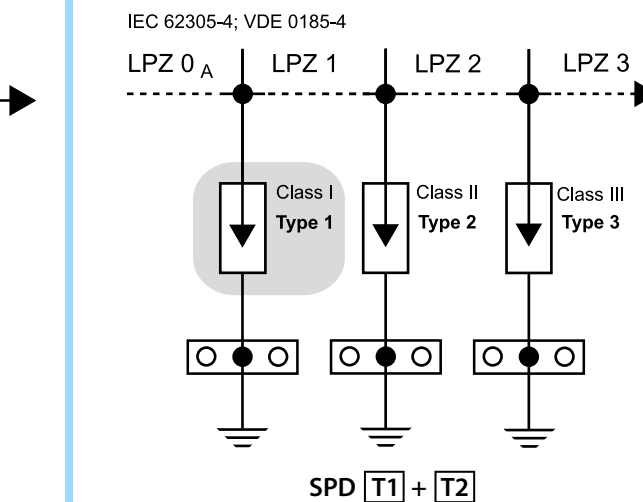 IEC 62305-4; VDE 0185-4
LPZ 0 A LPZ 1 LPZ 2 LPZ 3
Class I Class II Class III
Type 1 Type 2 Type 3
SPD T1 + T2